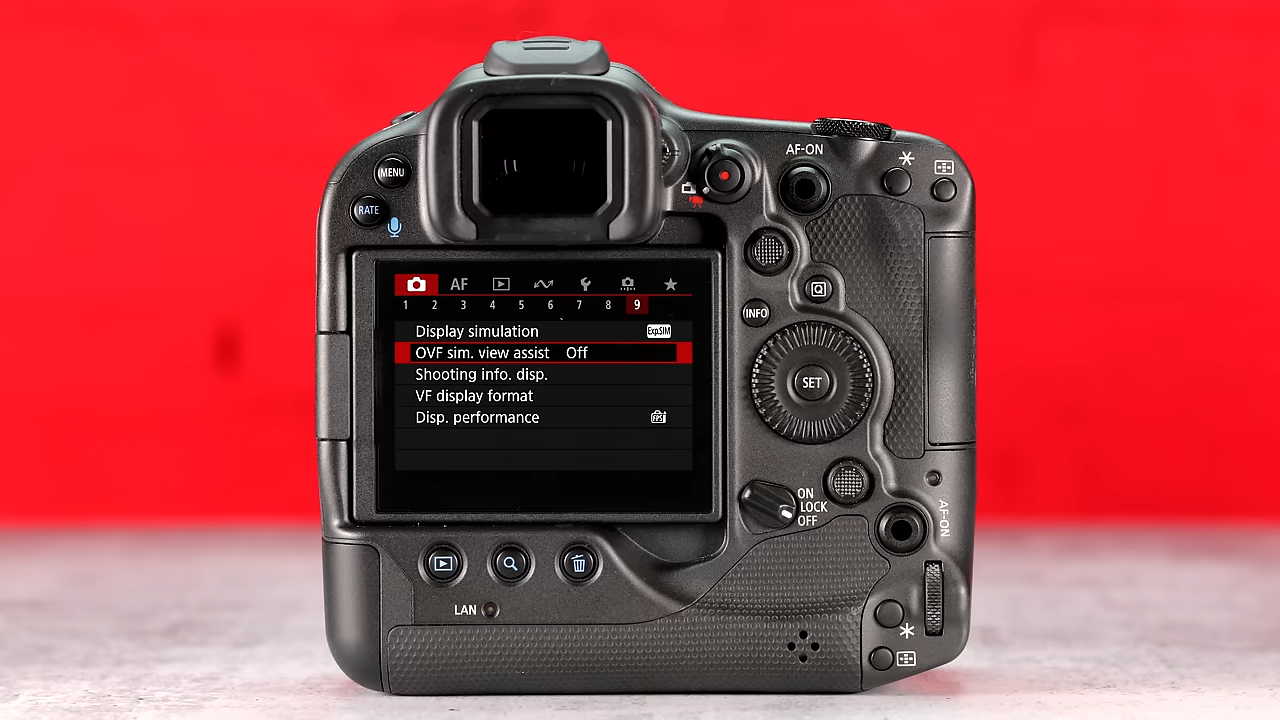 AF-ON
MENU
RATE
AF
1 2 3 4 5 6 7 8 9
Display simulation ExpSIM
OVF sim. view assist Off
Shooting info. disp.
VF display format
Disp. performance FPS
Q
INFO
SET
ON
LOCK
OFF
AF-ON
LAN